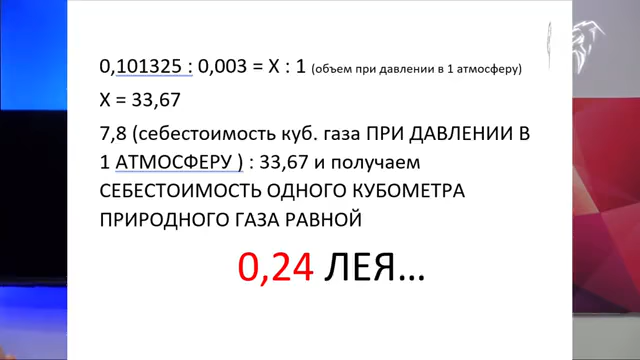 0,101325 : 0,003 = X : 1 (объем при давлении в 1 атмосферу)
X = 33,67
7,8 (себестоимость куб. газа ПРИ ДАВЛЕНИИ В
1 АТМОСФЕРУ ) : 33,67 и получаем
СЕБЕСТОИМОСТЬ ОДНОГО КУБОМЕТРА
ПРИРОДНОГО ГАЗА РАВНОЙ
0,24 ЛЕЯ...